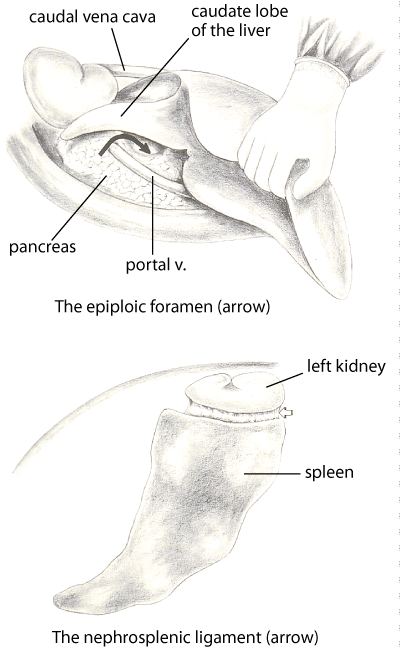 caudal vena cava
caudate lobe
of the liver
pancreas
portal v.
The epiploic foramen (arrow)
left kidney
spleen
The nephrosplenic ligament (arrow)